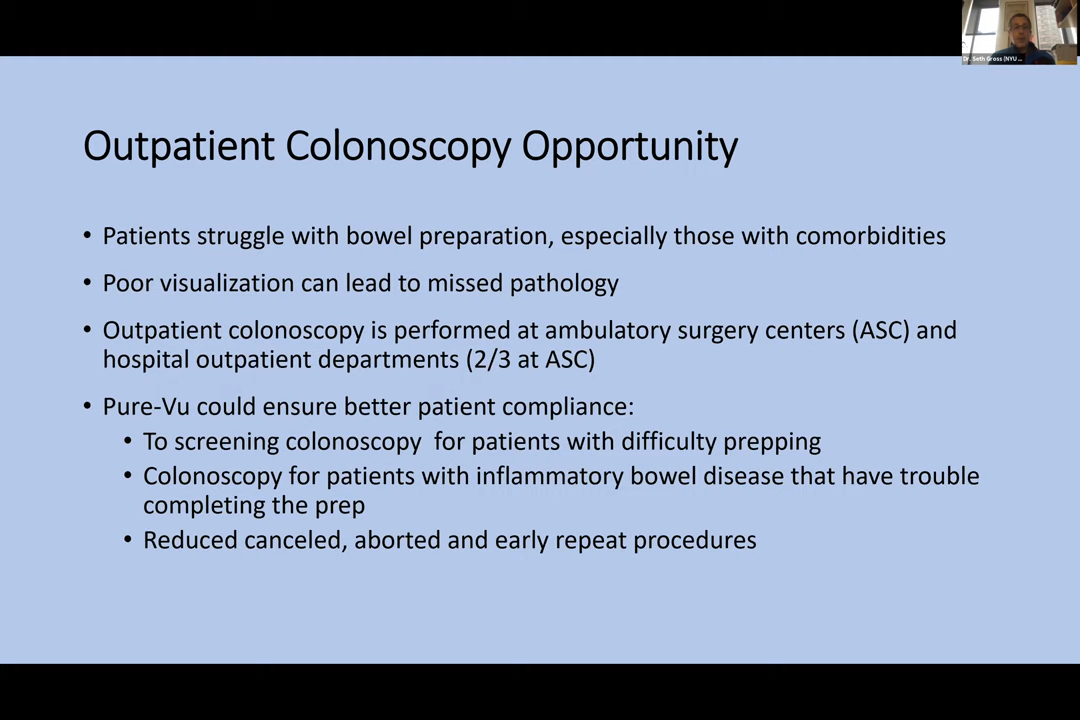 Dr. Seth Gross (NYU ...
Outpatient Colonoscopy Opportunity
• Patients struggle with bowel preparation, especially those with comorbidities
• Poor visualization can lead to missed pathology
• Outpatient colonoscopy is performed at ambulatory surgery centers (ASC) and
hospital outpatient departments (2/3 at ASC)
• Pure-Vu could ensure better patient compliance:
• To screening colonoscopy  for patients with difficulty prepping
• Colonoscopy for patients with inflammatory bowel disease that have trouble
completing the prep
• Reduced canceled, aborted and early repeat procedures